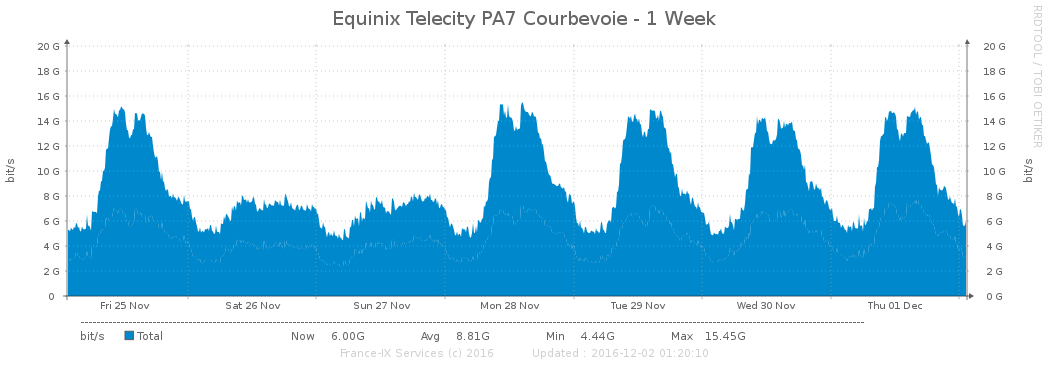 Equinix Telecity PA7 Courbevoie - 1 Week
RRDTOOL / TOBI OETIKER
bit/s
20 G 20 G
18 G 18 G
16 G 16 G
14 G 14 G
12 G 12 G
10 G 10 G
8 G 8 G
6 G 6 G
4 G 4 G
2 G 2 G
0 0 G
bit/s
Fri 25 Nov Sat 26 Nov Sun 27 Nov Mon 28 Nov Tue 29 Nov Wed 30 Nov Thu 01 Dec
bit/s Total Now 6.00G Avg 8.81G Min 4.44G Max 15.45G
France-IX Services (c) 2016 Updated : 2016-12-02 01:20:10